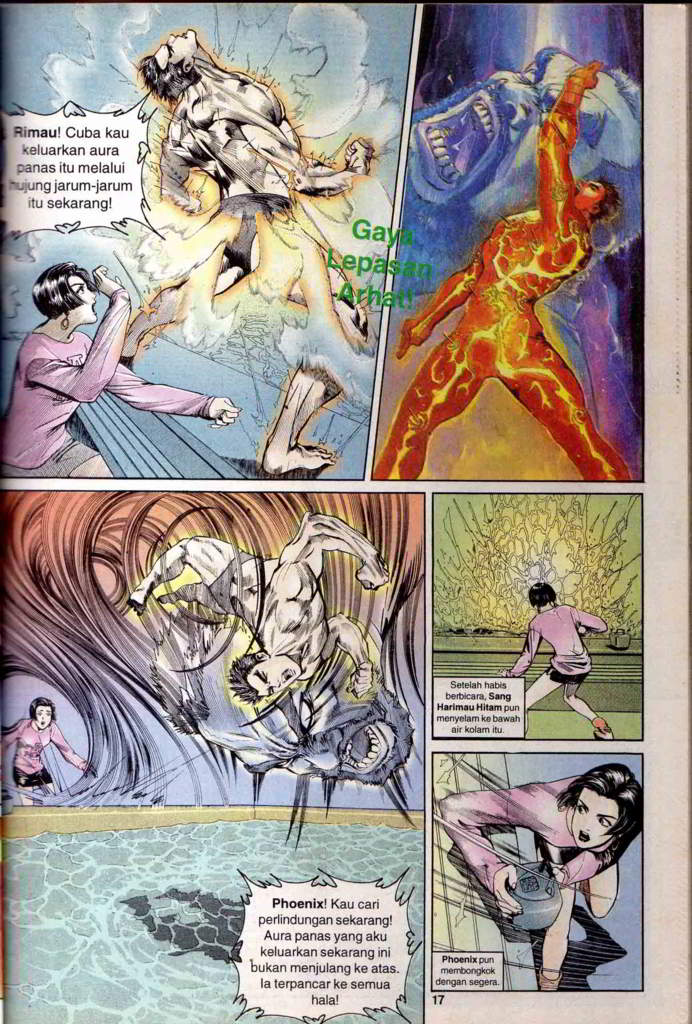 Rimau! Cuba kau
keluarkan aura
panas itu melalui
hujung jarum-jarum
itu sekarang!
Gaya
Lepasan
Arhat!
Phoenix! Kau cari
perlindungan sekarang!
Aura panas yang aku
keluarkan sekarang ini
bukan menjulang ke atas.
Ia terpancar ke semua
hala!
Setelah habis
berbicara, Sang
Harimau Hitam pun
menyelam ke bawah
air kolam itu.
Phoenix pun
membongkok
dengan segera.
17